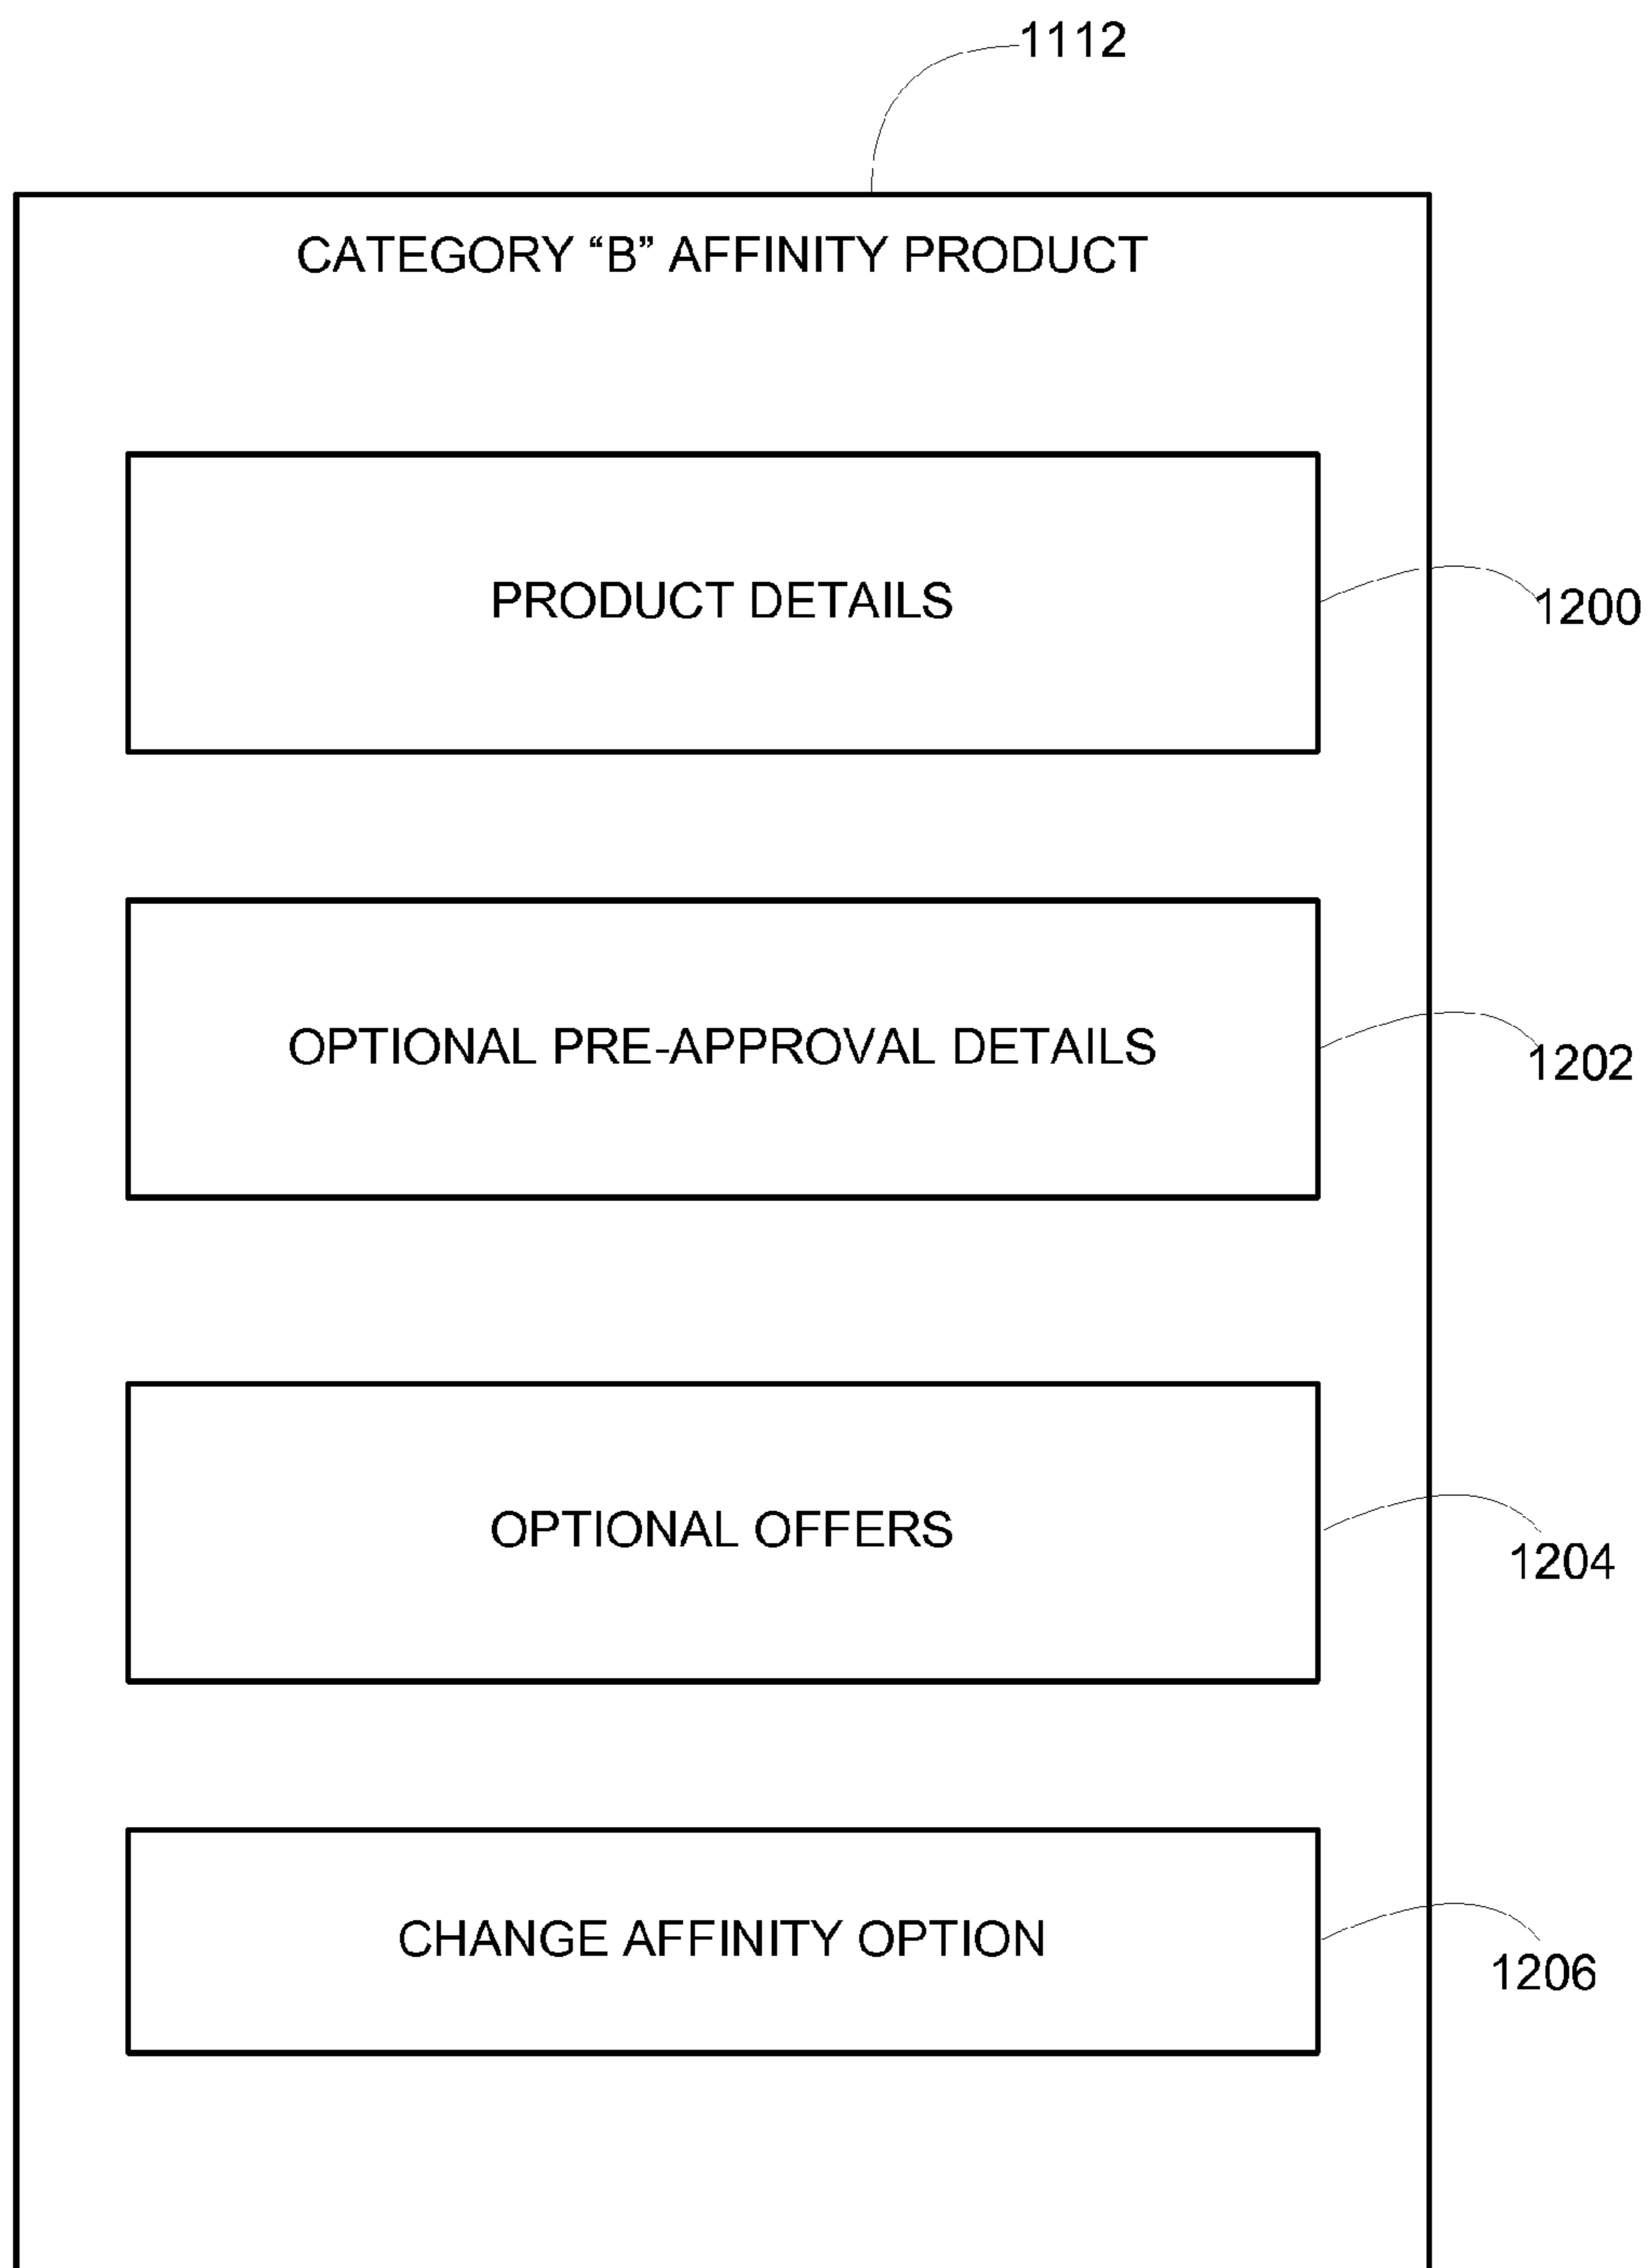 1112
CATEGORY “B” AFFINITY PRODUCT
PRODUCT DETAILS
1200
OPTIONAL PRE-APPROVAL DETAILS
1202
OPTIONAL OFFERS
1204
CHANGE AFFINITY OPTION
1206